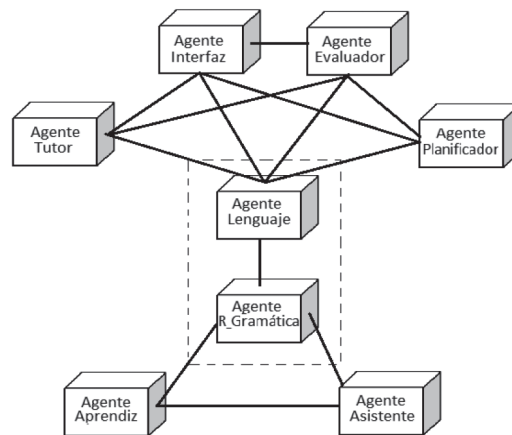 Agente
Interfaz
Agente
Evaluador
Agente
Tutor
Agente
Planificador
Agente
Lenguaje
Agente
R_Gramática
Agente
Aprendiz
Agente
Asistente